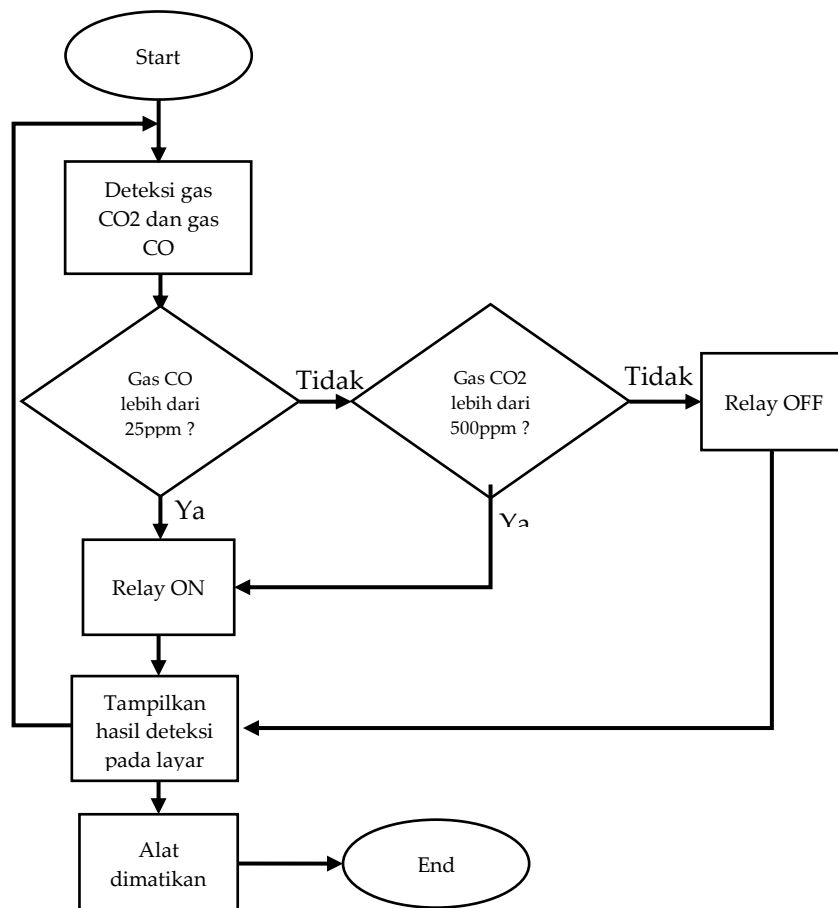 Start
Deteksi gas
CO2 dan gas
CO
Gas CO
lebih dari
25ppm ?
Tidak
Gas CO2
lebih dari
500ppm ?
Tidak
Relay OFF
Ya
Ya
Relay ON
Tampilkan
hasil deteksi
pada layar
Alat
dimatikan
End